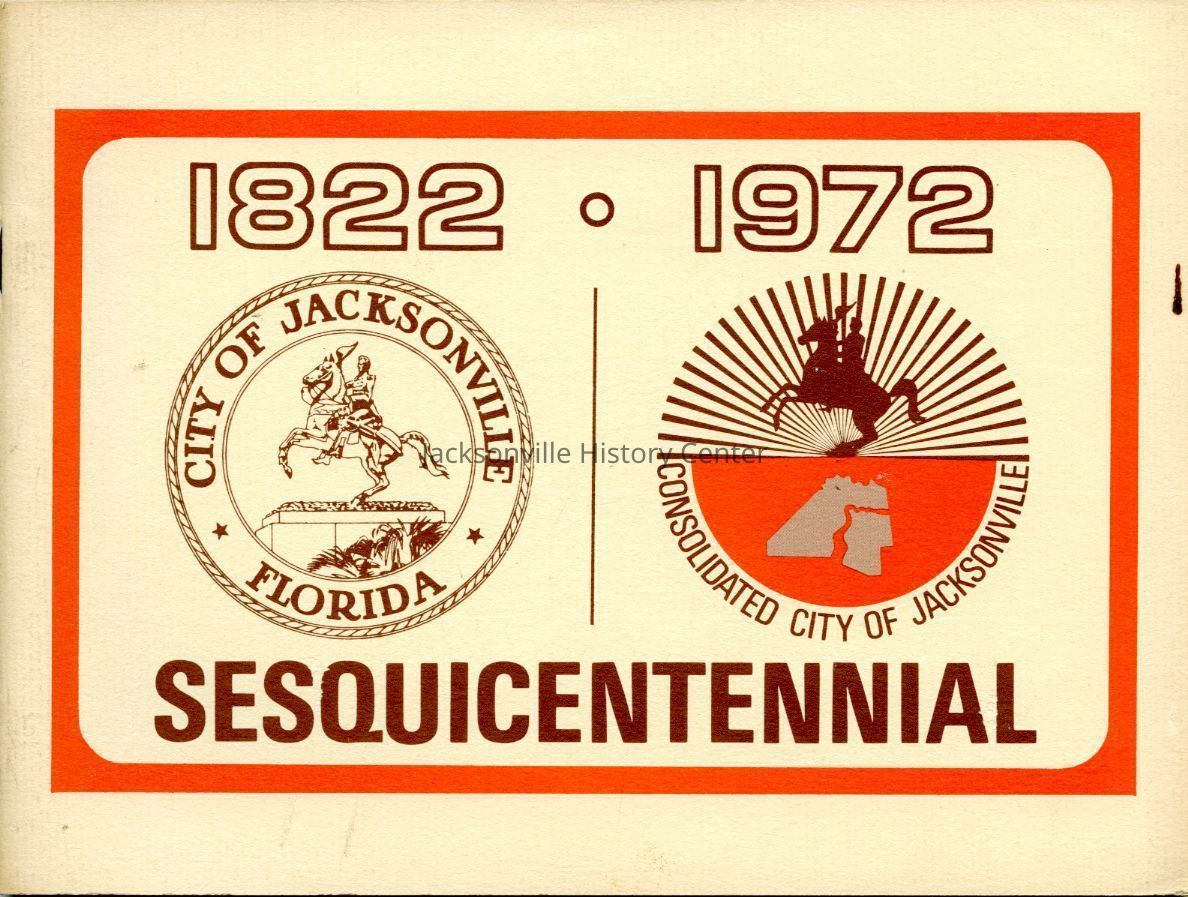 1822 • 1972
CITY OF JACKSONVILLE
★ FLORIDA ★
CONSOLIDATED CITY OF JACKSONVILLE
Jacksonville History Center
SESQUICENTENNIAL